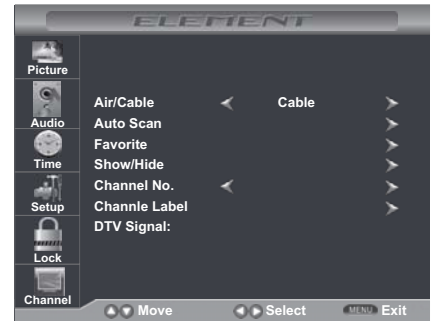 ELEMENT
Picture
Audio
Time
Setup
Lock
Channel
Air/Cable Cable
Auto Scan
Favorite
Show/Hide
Channel No.
Channle Label
DTV Signal:
Move Select MENU Exit